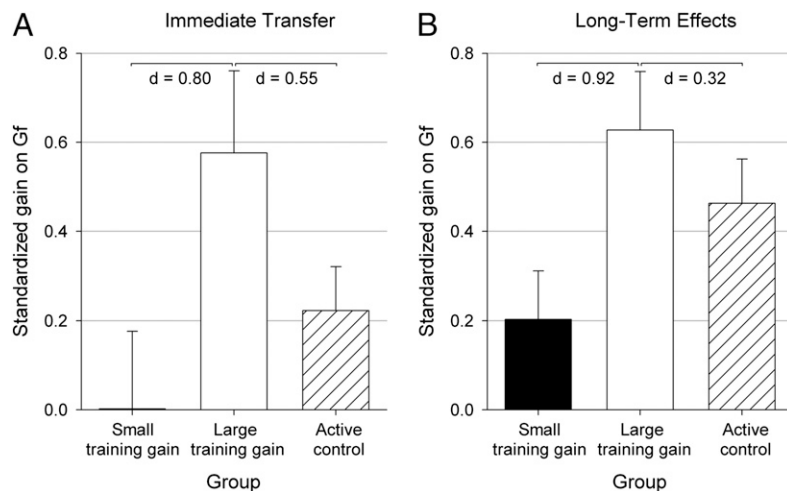 A
Immediate Transfer
Standardized gain on Gf
0.8
0.6
0.4
0.2
0.0
d = 0.80
d = 0.55
Small
training gain
Large
training gain
Active
control
Group
B
Long-Term Effects
Standardized gain on Gf
0.8
0.6
0.4
0.2
0.0
d = 0.92
d = 0.32
Small
training gain
Large
training gain
Active
control
Group